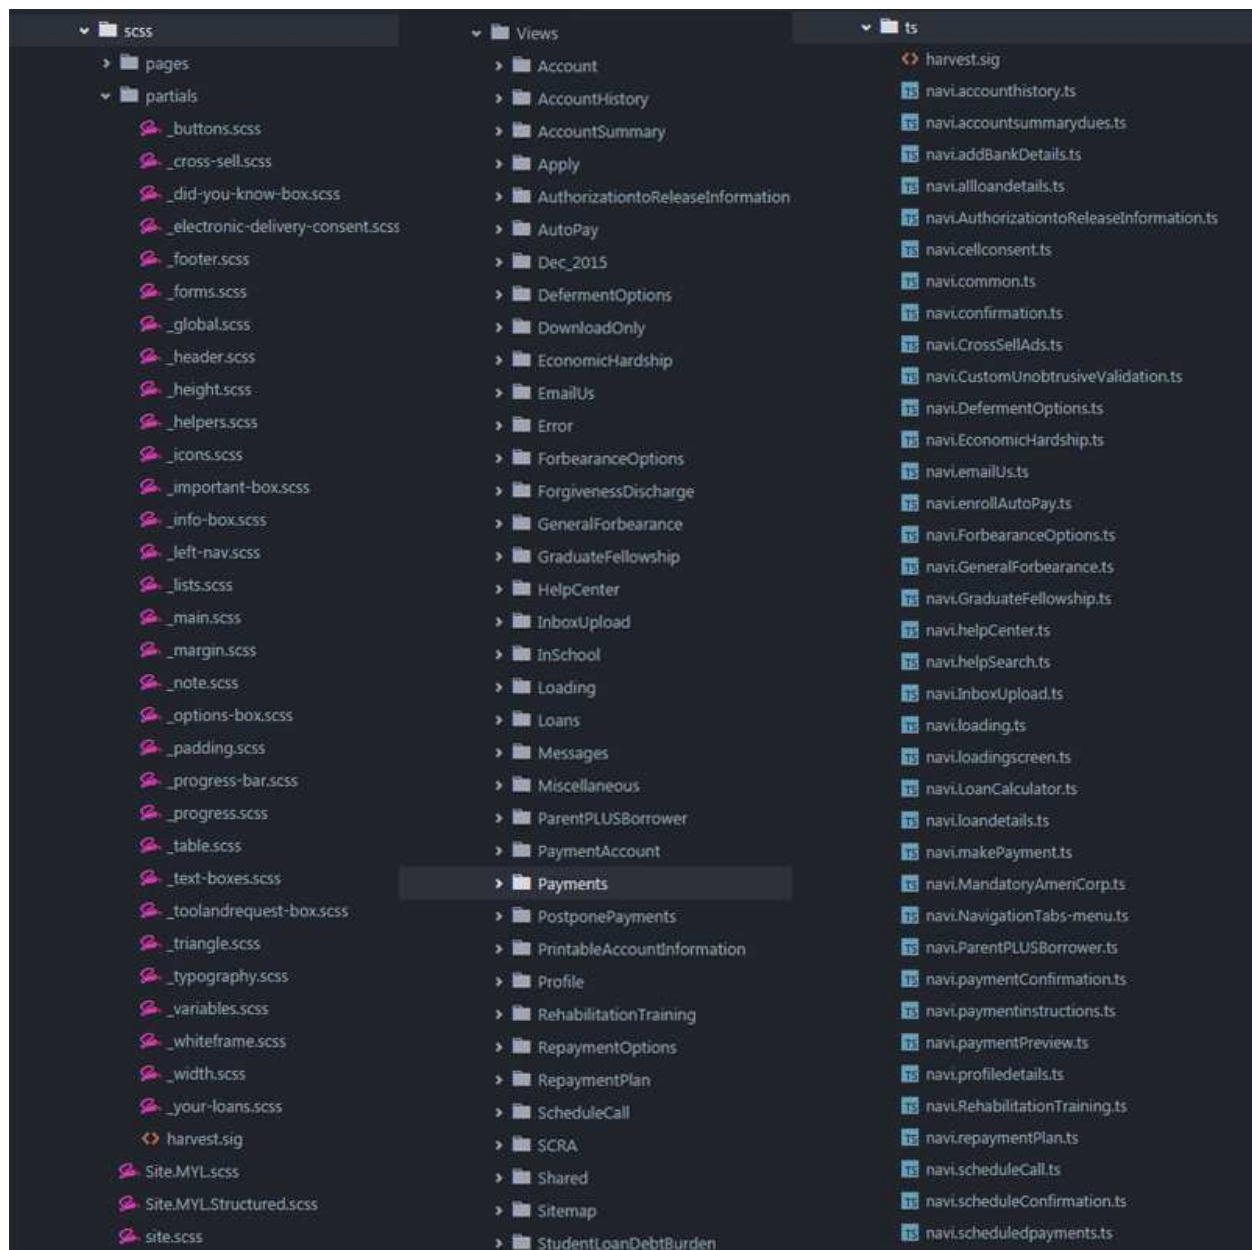 scss
pages
partials
_buttons.scss
_cross-sell.scss
_did-you-know-box.scss
_electronic-delivery-consent.scss
_footer.scss
_forms.scss
_global.scss
_header.scss
_height.scss
_helpers.scss
_icons.scss
_important-box.scss
_info-box.scss
_left-nav.scss
_lists.scss
_main.scss
_margin.scss
_note.scss
_options-box.scss
_padding.scss
_progress-bar.scss
_progress.scss
_table.scss
_text-boxes.scss
_toolandrequest-box.scss
_triangle.scss
_typography.scss
_variables.scss
_whiteframe.scss
_width.scss
_your-loans.scss
harvest.sig
Site.MYL.scss
Site.MYL.Structured.scss
site.scss
Views
Account
AccountHistory
AccountSummary
Apply
AuthorizationtoReleaseInformation
AutoPay
Dec_2015
DefermentOptions
DownloadOnly
EconomicHardship
EmailUs
Error
ForbearanceOptions
ForgivenessDischarge
GeneralForbearance
GraduateFellowship
HelpCenter
InboxUpload
InSchool
Loading
Loans
Messages
Miscellaneous
ParentPLUSBorrower
PaymentAccount
Payments
PostponePayments
PrintableAccountInformation
Profile
RehabilitationTraining
RepaymentOptions
RepaymentPlan
ScheduleCall
SCRA
Shared
Sitemap
StudentLoanDebtBurden
ts
harvest.sig
navi.accounthistory.ts
navi.accountsummarydues.ts
navi.addBankDetails.ts
navi.allloandetails.ts
navi.AuthorizationtoReleaseInformation.ts
navi.cellconsent.ts
navi.common.ts
navi.confirmation.ts
navi.CrossSellAds.ts
navi.CustomUnobtrusiveValidation.ts
navi.DefermentOptions.ts
navi.EconomicHardship.ts
navi.emailUs.ts
navi.enrollAutoPay.ts
navi.ForbearanceOptions.ts
navi.GeneralForbearance.ts
navi.GraduateFellowship.ts
navi.helpCenter.ts
navi.helpSearch.ts
navi.InboxUpload.ts
navi.loading.ts
navi.loadingscreen.ts
navi.LoanCalculator.ts
navi.loandetails.ts
navi.makePayment.ts
navi.MandatoryAmeriCorp.ts
navi.NavigationTabs-menu.ts
navi.ParentPLUSBorrower.ts
navi.paymentConfirmation.ts
navi.paymentinstructions.ts
navi.paymentPreview.ts
navi.profiledetails.ts
navi.RehabilitationTraining.ts
navi.repaymentPlan.ts
navi.scheduleCall.ts
navi.scheduleConfirmation.ts
navi.scheduledpayments.ts